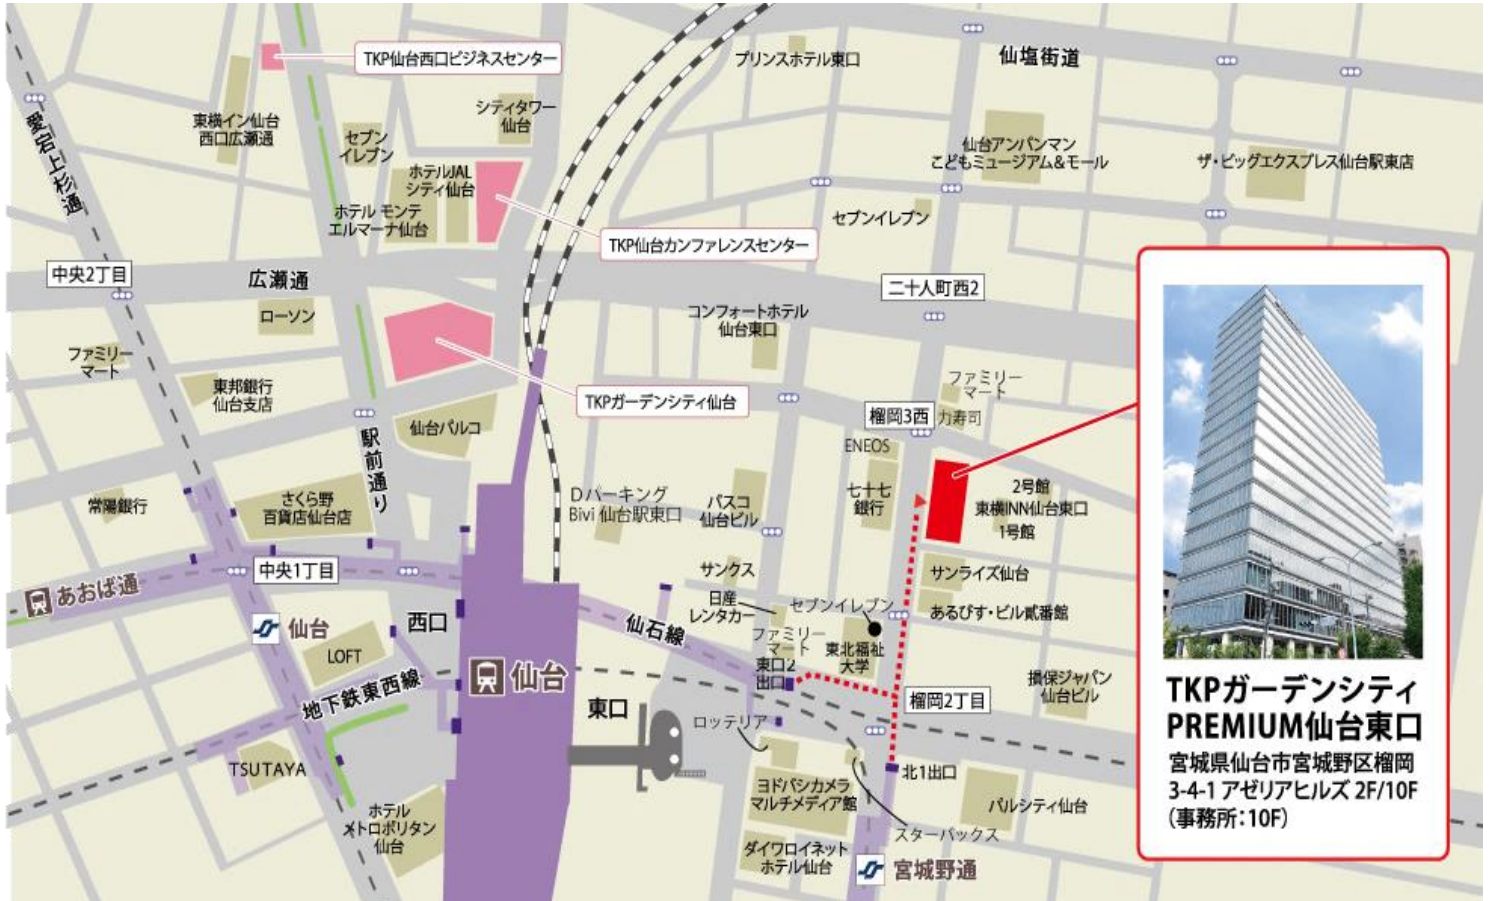 プリンスホテル東口
仙塩街道
TKP仙台西口ビジネスセンター
シティタワー
仙台
愛宕上杉通
東横イン仙台
西口広瀬通
セブン
イレブン
仙台アンパンマン
こどもミュージアム&モール
ザ・ビッグエクスプレス仙台駅東店
ホテルJAL
シティ仙台
ホテル モンテ
エルマーナ仙台
セブンイレブン
TKP仙台カンファレンスセンター
中央2丁目
広瀬通
二十人町西2
ローソン
コンフォートホテル
仙台東口
ファミリー
マート
東邦銀行
仙台支店
TKPガーデンシティ仙台
ファミリー
マート
榴岡3西
力寿司
仙台パルコ
駅前通り
ENEOS
常陽銀行
さくら野
百貨店仙台店
Dパーキング
Bivi 仙台駅東口
パスコ
仙台ビル
七十七
銀行
2号館
東横INN仙台東口
1号館
中央1丁目
あおば通
サンクス
サンライズ仙台
日産
レンタカー
セブンイレブン
あるぴす・ビル貳番館
仙台
西口
仙石線
ファミリー
マート
東北福祉
大学
LOFT
地下鉄東西線
仙台
東口
東口2
出口
榴岡2丁目
損保ジャパン
仙台ビル
ロッテリア
TSUTAYA
北1出口
ヨドバシカメラ
マルチメディア館
パルシティ仙台
ホテル
メトロポリタン
仙台
スターバックス
ダイワロイネット
ホテル仙台
宮城野通
TKPガーデンシティ
PREMIUM仙台東口
宮城県仙台市宮城野区榴岡
3-4-1 アゼリアヒルズ 2F/10F
（事務所：10F）